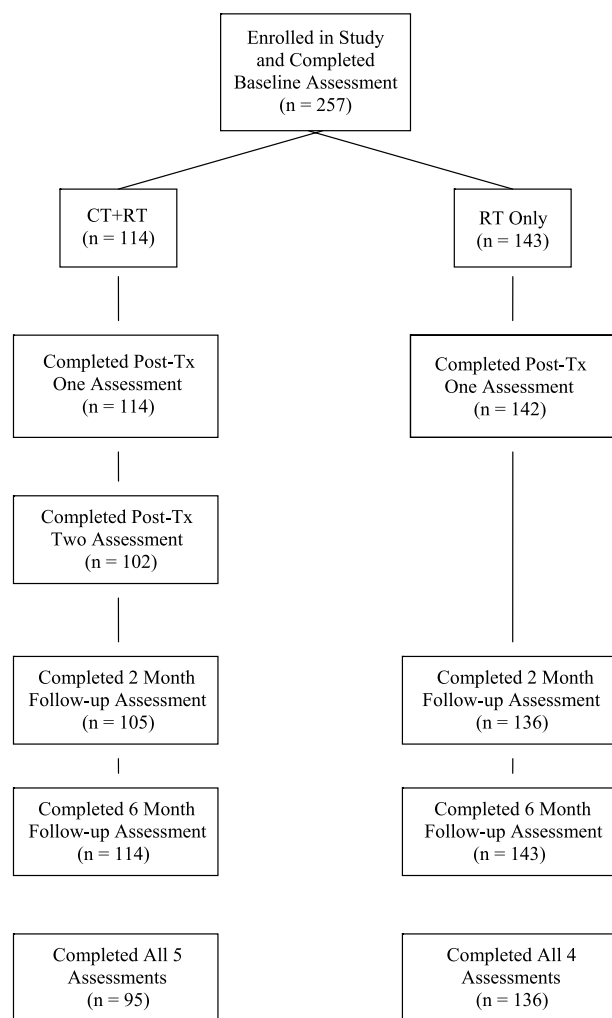 Enrolled in Study
and Completed
Baseline Assessment
(n = 257)
CT+RT
(n = 114)
RT Only
(n = 143)
Completed Post-Tx
One Assessment
(n = 114)
Completed Post-Tx
One Assessment
(n = 142)
Completed Post-Tx
Two Assessment
(n = 102)
Completed 2 Month
Follow-up Assessment
(n = 105)
Completed 2 Month
Follow-up Assessment
(n = 136)
Completed 6 Month
Follow-up Assessment
(n = 114)
Completed 6 Month
Follow-up Assessment
(n = 143)
Completed All 5
Assessments
(n = 95)
Completed All 4
Assessments
(n = 136)